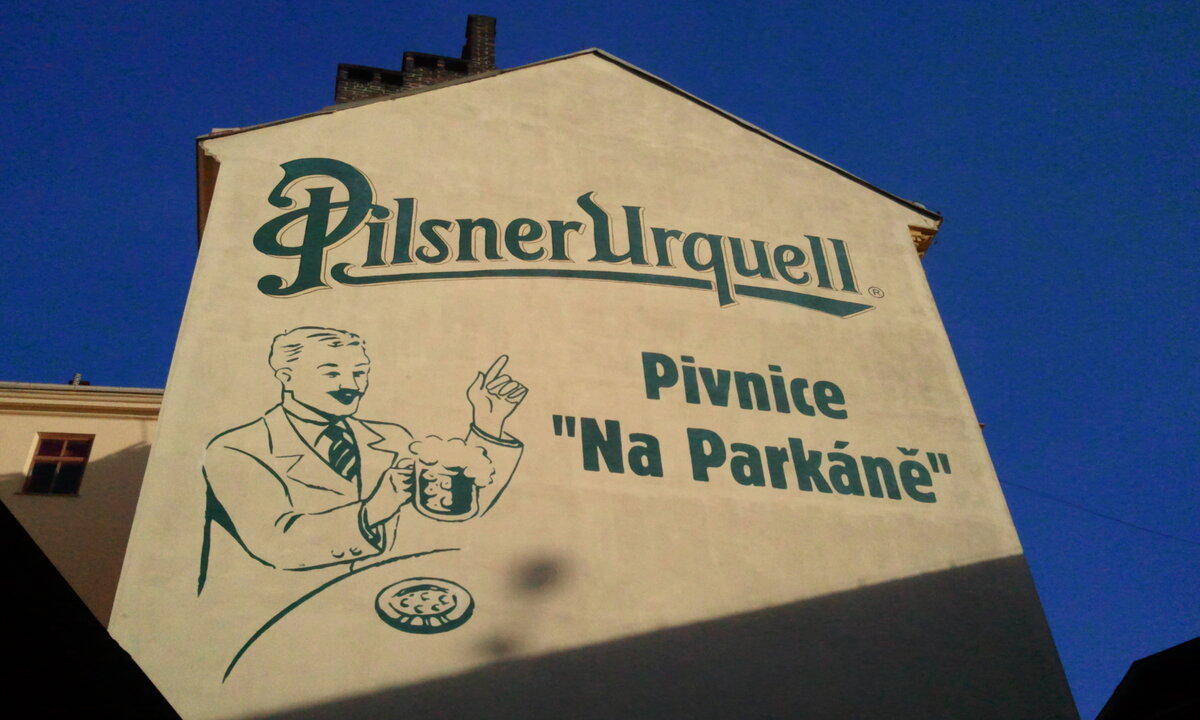 Pilsner Urquell ®
Pivnice
"Na Parkáně"